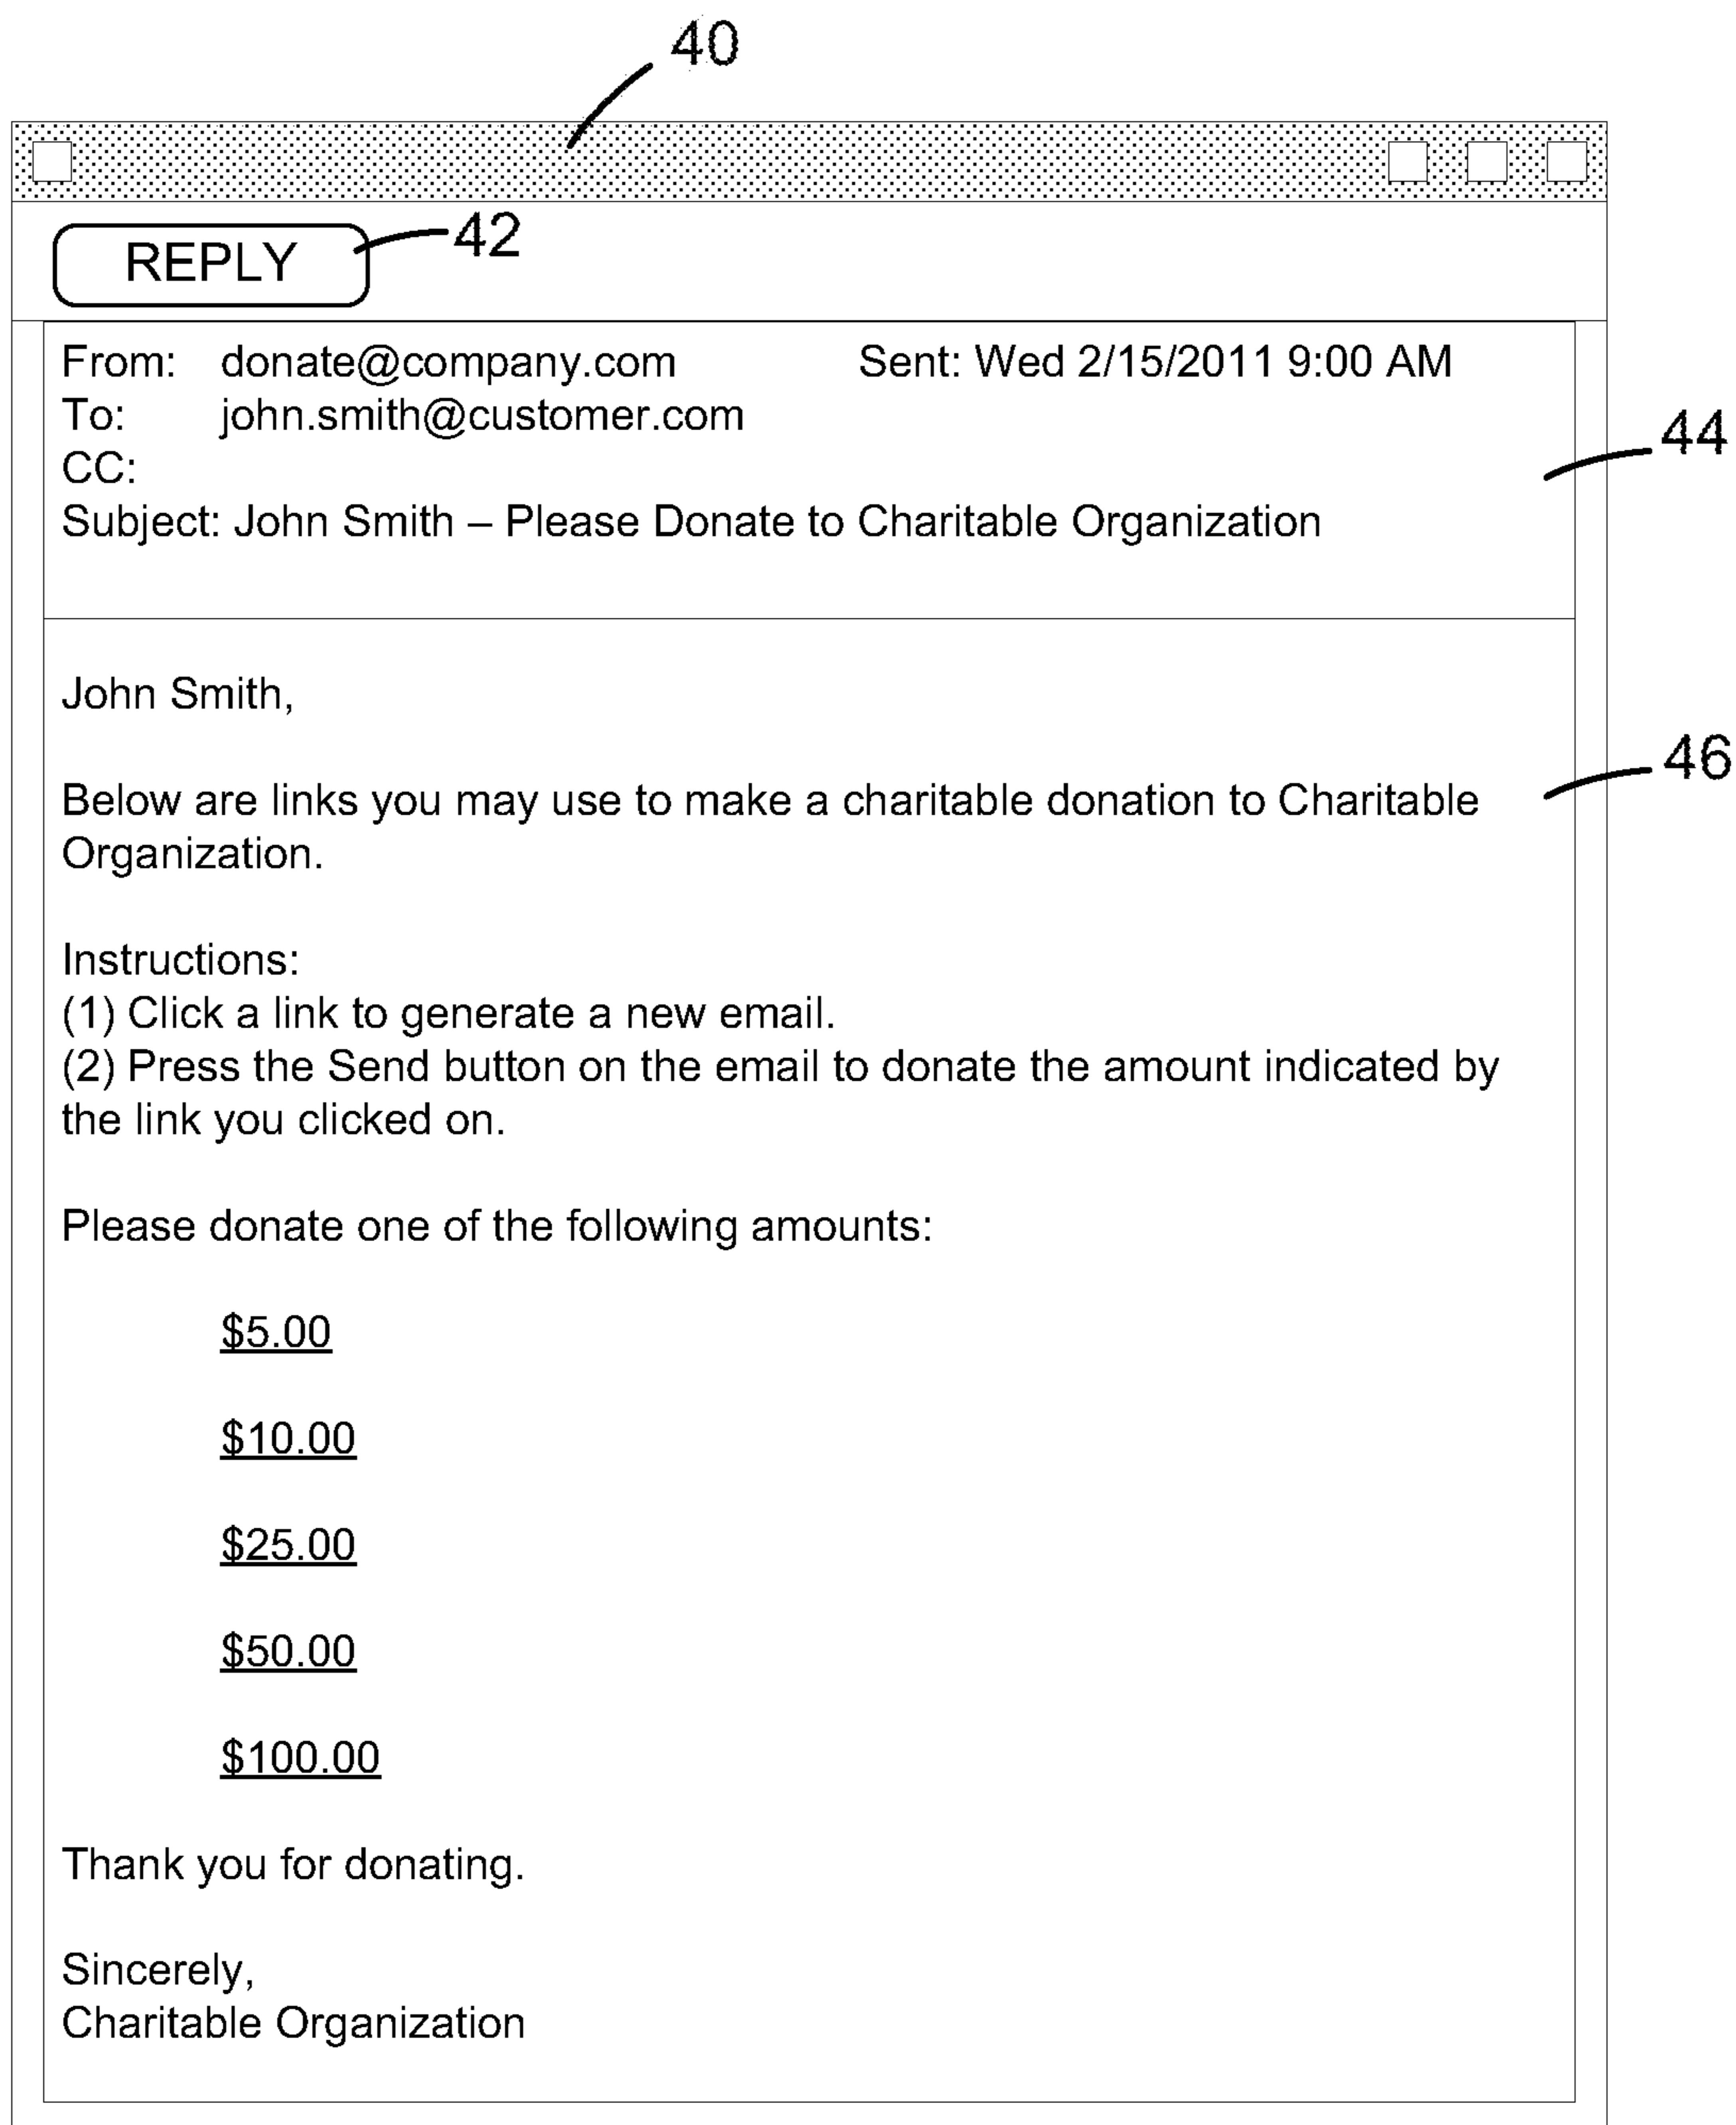 40
REPLY 42
From: donate@company.com Sent: Wed 2/15/2011 9:00 AM
To: john.smith@customer.com
44
CC:
Subject: John Smith – Please Donate to Charitable Organization
John Smith,
46
Below are links you may use to make a charitable donation to Charitable
Organization.
Instructions:
(1) Click a link to generate a new email.
(2) Press the Send button on the email to donate the amount indicated by
the link you clicked on.
Please donate one of the following amounts:
$5.00
$10.00
$25.00
$50.00
$100.00
Thank you for donating.
Sincerely,
Charitable Organization